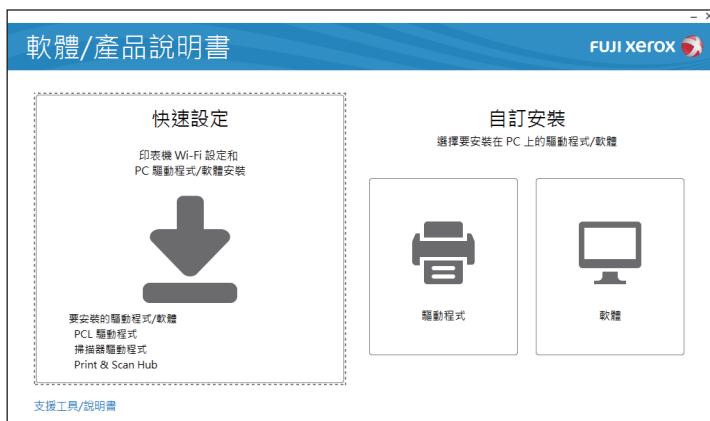 軟體/產品說明書
FUJI xerox
快速設定
印表機 Wi-Fi 設定和
PC 驅動程式/軟體安裝
要安裝的驅動程式/軟體
PCL 驅動程式
掃描器驅動程式
Print & Scan Hub
自訂安裝
選擇要安裝在 PC 上的驅動程式/軟體
驅動程式
軟體
支援工具/說明書